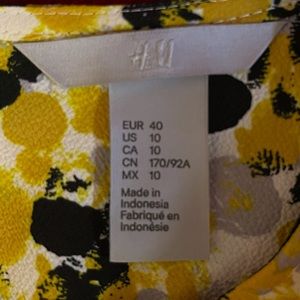 H&M
EUR 40
US 10
CA 10
CN 170/92A
MX 10
Made in
Indonesia
Fabriqué en
Indonésie